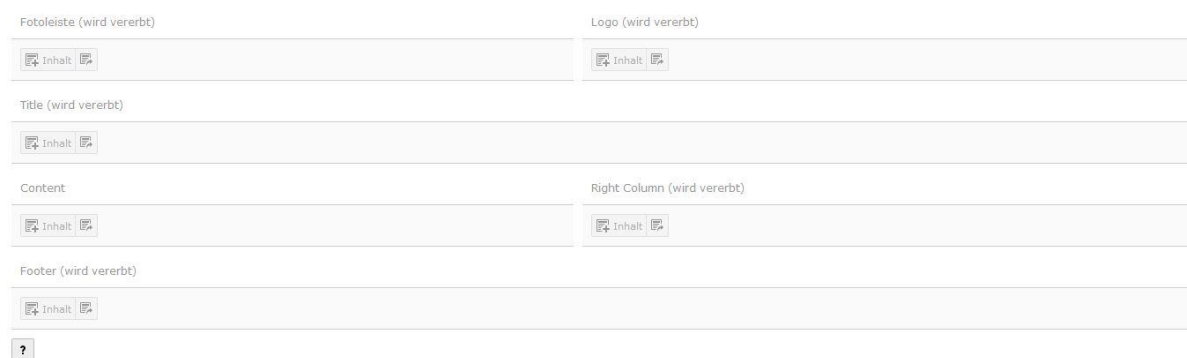 Fotoleiste (wird vererbt) Logo (wird vererbt)
Inhalt Inhalt
Title (wird vererbt)
Inhalt
Content Right Column (wird vererbt)
Inhalt Inhalt
Footer (wird vererbt)
Inhalt
?